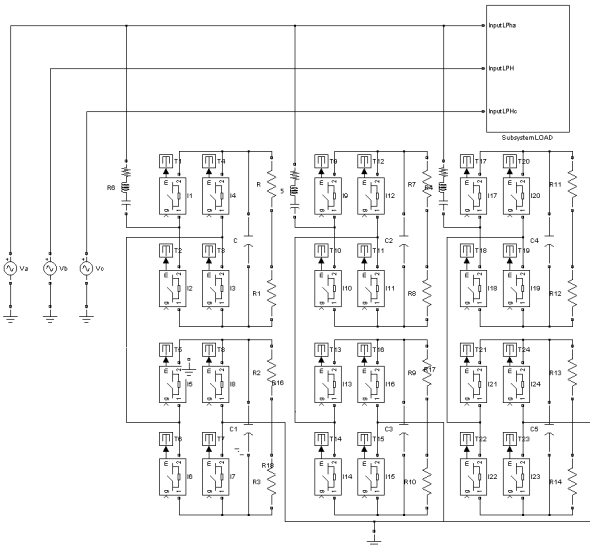 InputLPha
InputLPH
InputLPHc
Subsystem LOAD
T1 T4 R T9 T12 R7 T17 T20 R11
R6 I1 I4 5 I9 I12 R4 I17 I20
T2 T3 C T10 T11 C2 T18 T19 C4
Va Vb Vc
I2 I3 R1 I10 I11 R8 I18 I19 R12
T5 T8 R2 T13 T16 R9 R17 T21 T24 R13
I5 I8 R16 I13 I16 I21 I24
T6 T7 C1 T14 T15 C3 T22 T23 C5
I6 I7 R18 R3 I14 I15 R10 I22 I23 R14